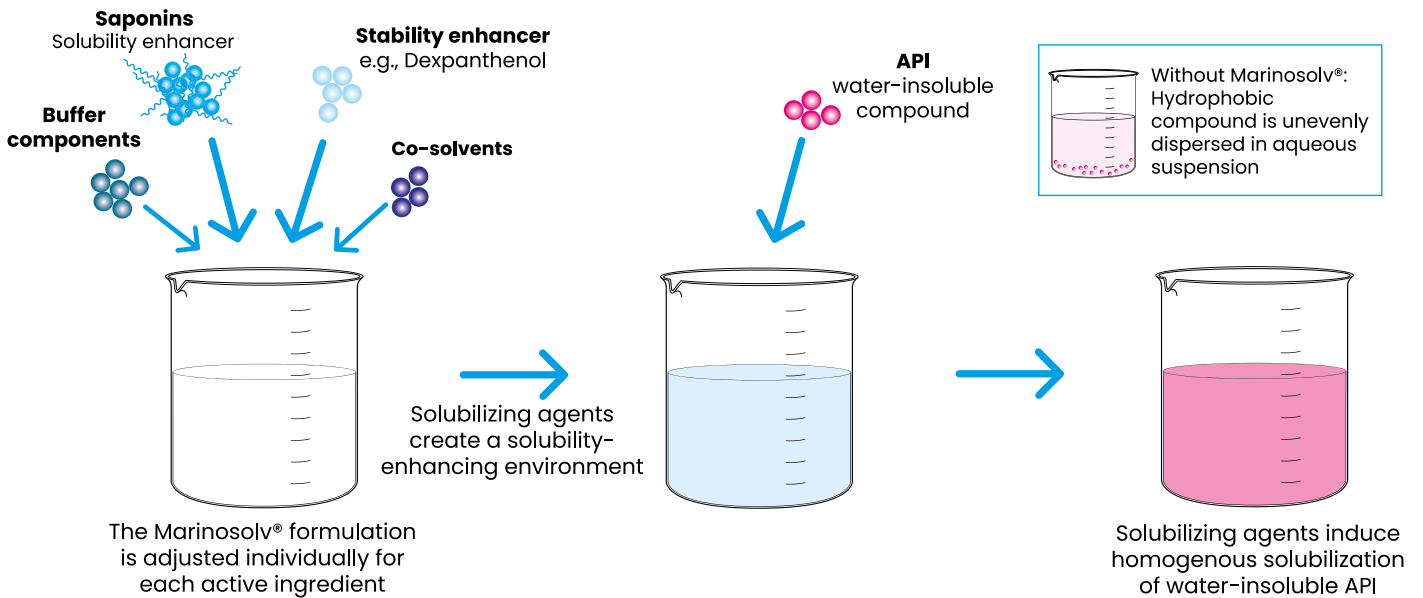 Saponins
Solubility enhancer
Stability enhancer
e.g., Dexpanthenol
Buffer
components
Co-solvents
API
water-insoluble
compound
Without Marinosolv®:
Hydrophobic
compound is unevenly
dispersed in aqueous
suspension
Solubilizing agents
create a solubility-
enhancing environment
The Marinosolv® formulation
is adjusted individually for
each active ingredient
Solubilizing agents induce
homogenous solubilization
of water-insoluble API